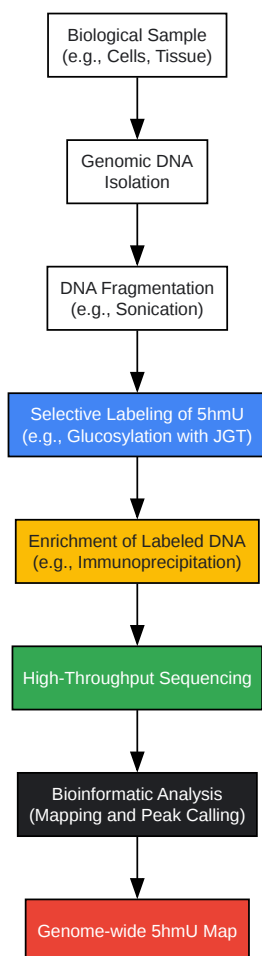 Biological Sample
(e.g., Cells, Tissue)
Genomic DNA
Isolation
DNA Fragmentation
(e.g., Sonication)
Selective Labeling of 5hmU
(e.g., Glucosylation with JGT)
Enrichment of Labeled DNA
(e.g., Immunoprecipitation)
High-Throughput Sequencing
Bioinformatic Analysis
(Mapping and Peak Calling)
Genome-wide 5hmU Map